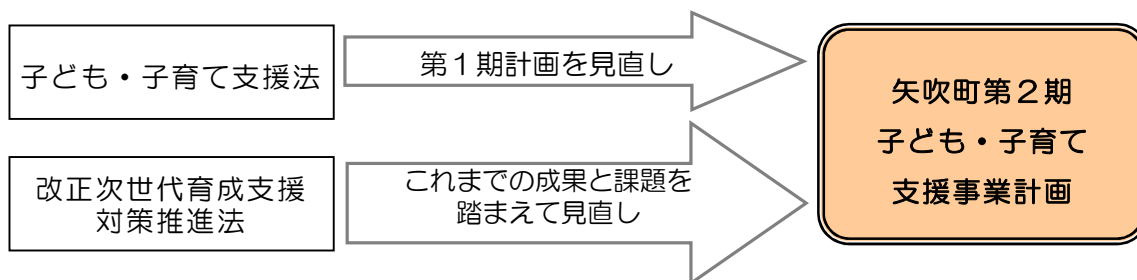 子ども・子育て支援法
第１期計画を見直し
改正次世代育成支援
対策推進法
これまでの成果と課題を
踏まえて見直し
矢吹町第２期
子ども・子育て
支援事業計画